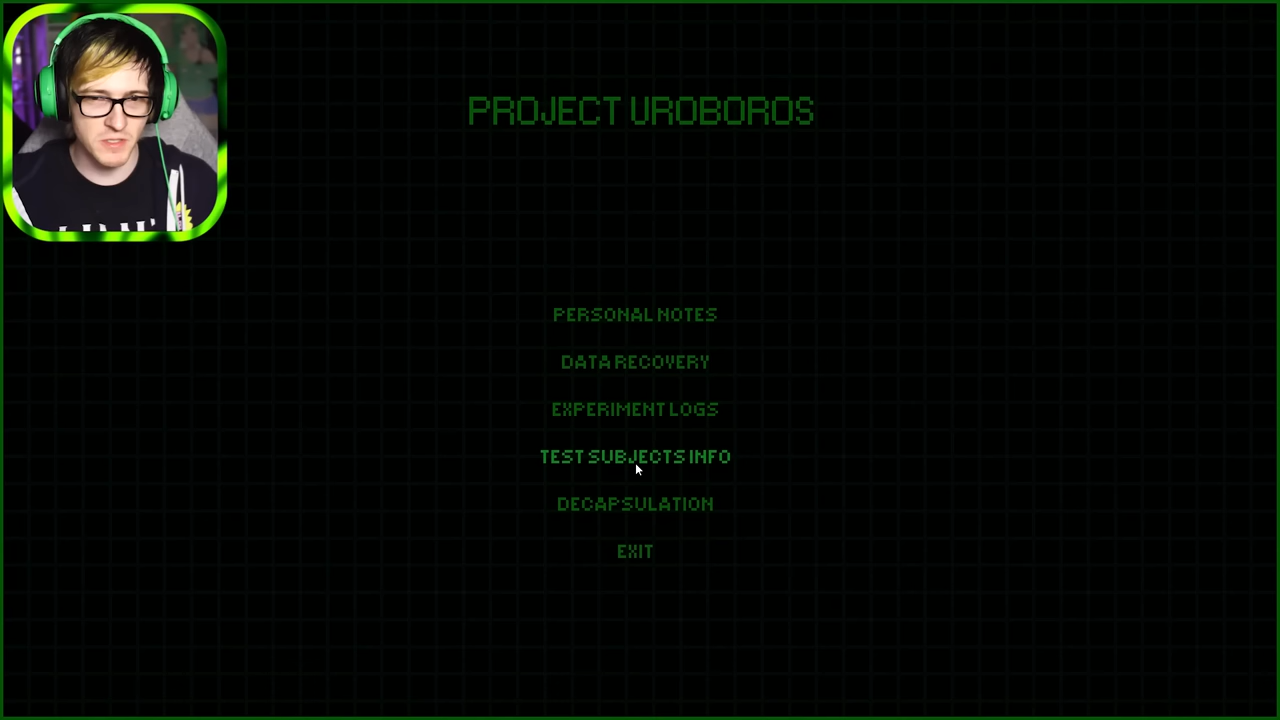 PROJECT UROBOROS
PERSONAL NOTES
DATA RECOVERY
EXPERIMENT LOGS
TEST SUBJECTS INFO
DECAPSULATION
EXIT